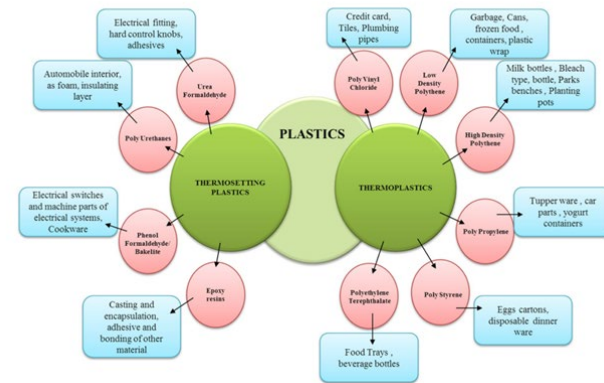 Electrical fitting,
hard control knobs,
adhesives
Urea
Formaldehyde
Automobile interior,
as foam, insulating
layer
Poly Urethanes
THERMOSETTING
PLASTICS
Electrical switches
and machine parts of
electrical systems,
Cookware
Phenol
Formaldehyde/
Bakelite
Casting and
encapsulation,
adhesive and
bonding of other
material
Epoxy
resins
PLASTICS
THERMOPLASTICS
Credit card,
Tiles, Plumbing
pipes
Poly Vinyl
Chloride
Garbage, Cans,
frozen food ,
containers, plastic
wrap
Low
Density
Polythene
Milk bottles , Bleach
type, bottle, Parks
benches , Planting
pots
High Density
Polythene
Tupper ware , car
parts , yogurt
containers
Poly Propylene
Eggs cartons,
disposable dinner
ware
Poly Styrene
Polyethylene
Terephthalate
Food Trays ,
beverage bottles